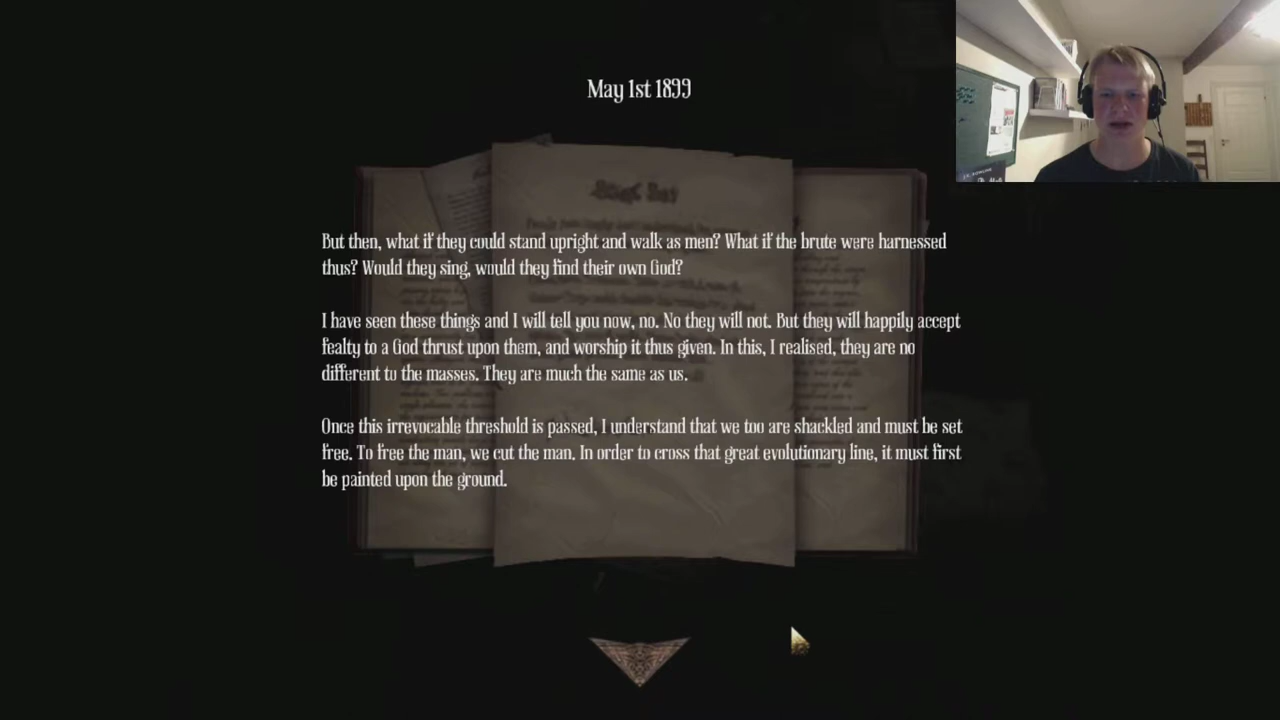 May 1st 1899
But then, what if they could stand upright and walk as men? What if the brute were harnessed
thus? Would they sing, would they find their own God?
I have seen these things and I will tell you now, no. No they will not. But they will happily accept
fealty to a God thrust upon them, and worship it thus given. In this, I realised, they are no
different to the masses. They are much the same as us.
Once this irrevocable threshold is passed, I understand that we too are shackled and must be set
free. To free the man, we cut the man. In order to cross that great evolutionary line, it must first
be painted upon the ground.